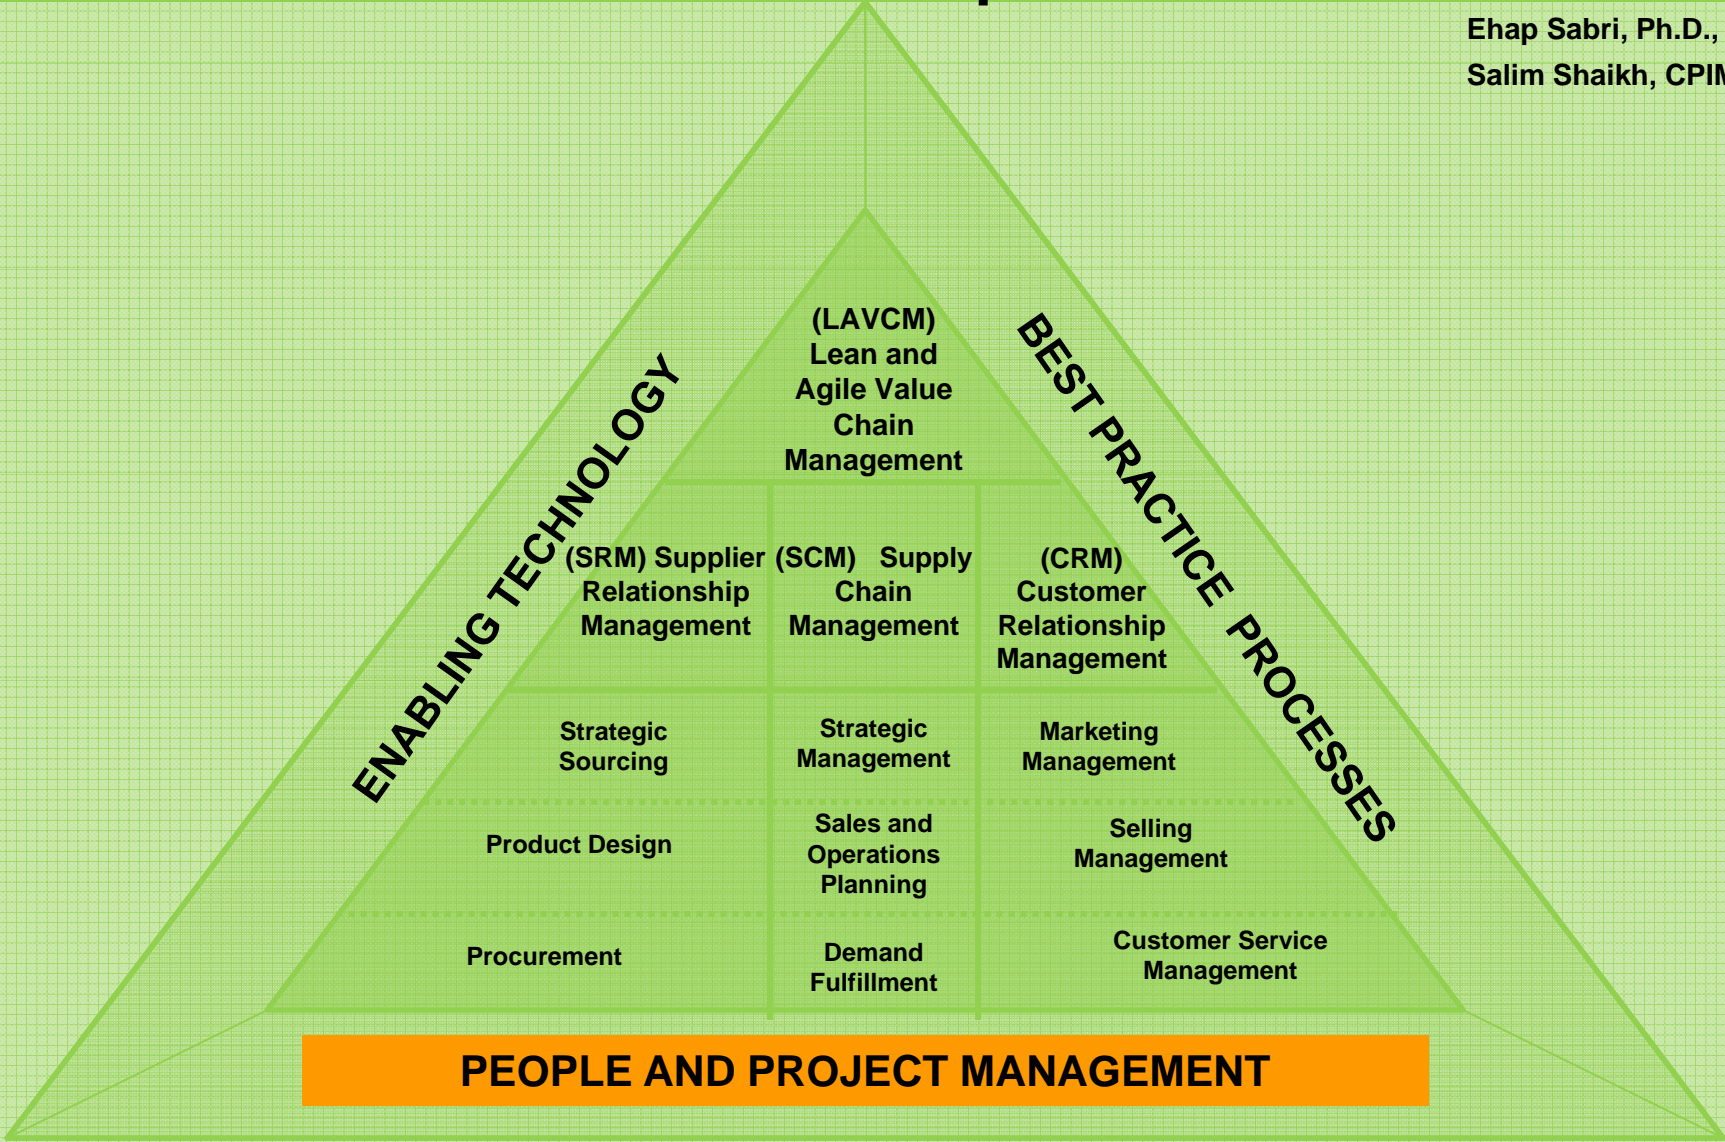 Ehap Sabri, Ph.D.,
Salim Shaikh, CPIM
(LAVCM)
Lean and
Agile Value
Chain
Management
ENABLING TECHNOLOGY
BEST PRACTICE PROCESSES
(SRM) Supplier
Relationship
Management
(SCM) Supply
Chain
Management
(CRM)
Customer
Relationship
Management
Strategic
Sourcing
Strategic
Management
Marketing
Management
Product Design
Sales and
Operations
Planning
Selling
Management
Procurement
Demand
Fulfillment
Customer Service
Management
PEOPLE AND PROJECT MANAGEMENT